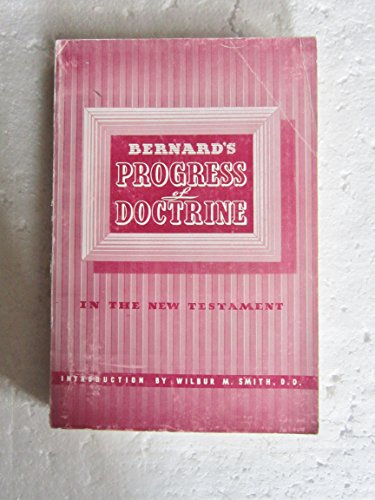 BERNARD'S
PROGRESS
of
DOCTRINE
IN THE NEW TESTAMENT
INTRODUCTION BY WILBUR M. SMITH, D.D.